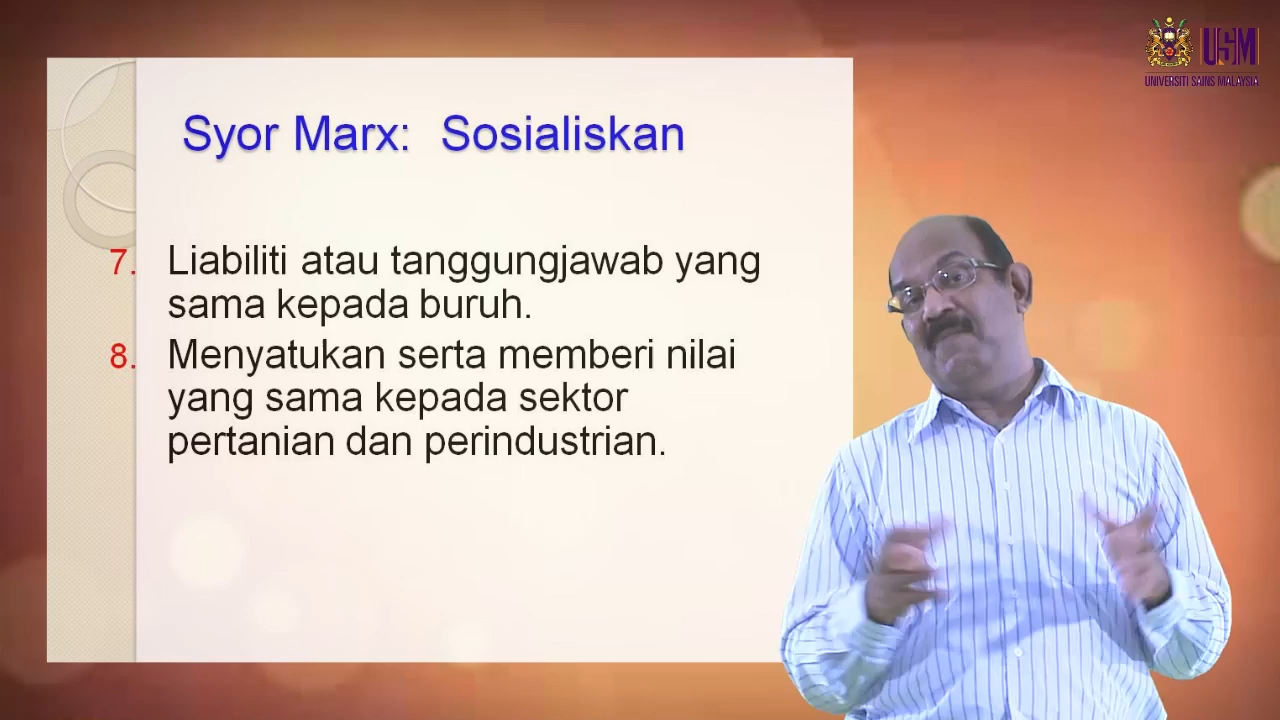 USM
UNIVERSITI SAINS MALAYSIA
Syor Marx: Sosialiskan
7. Liabiliti atau tanggungjawab yang
sama kepada buruh.
8. Menyatukan serta memberi nilai
yang sama kepada sektor
pertanian dan perindustrian.